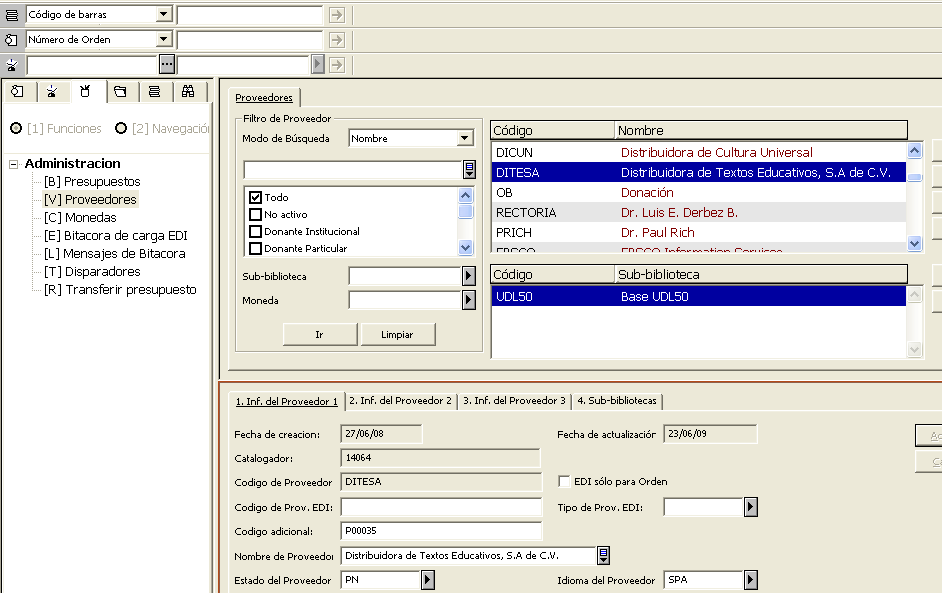 Código de barras
Número de Orden
...
[1] Funciones [2] Navegación
Administracion
[B] Presupuestos
[V] Proveedores
[C] Monedas
[E] Bitacora de carga EDI
[L] Mensajes de Bitacora
[T] Disparadores
[R] Transferir presupuesto
Proveedores
Filtro de Proveedor
Modo de Búsqueda Nombre
Todo
No activo
Donante Institucional
Donante Particular
Sub-biblioteca
Moneda
Ir Limpiar
Código Nombre
DICUN Distribuidora de Cultura Universal
DITESA Distribuidora de Textos Educativos, S.A de C.V.
OB Donación
RECTORIA Dr. Luis E. Derbez B.
PRICH Dr. Paul Rich
EBSCO EBSCO Information Services
Código Sub-biblioteca
UDL50 Base UDL50
1. Inf. del Proveedor 1 2. Inf. del Proveedor 2 3. Inf. del Proveedor 3 4. Sub-bibliotecas
Fecha de creacion: 27/06/08 Fecha de actualización 23/06/09
Catalogador: 14064
Codigo de Proveedor DITESA EDI sólo para Orden
Codigo de Prov. EDI: Tipo de Prov. EDI:
Codigo adicional: P00035
Nombre de Proveedor Distribuidora de Textos Educativos, S.A de C.V.
Estado del Proveedor PN Idioma del Proveedor SPA